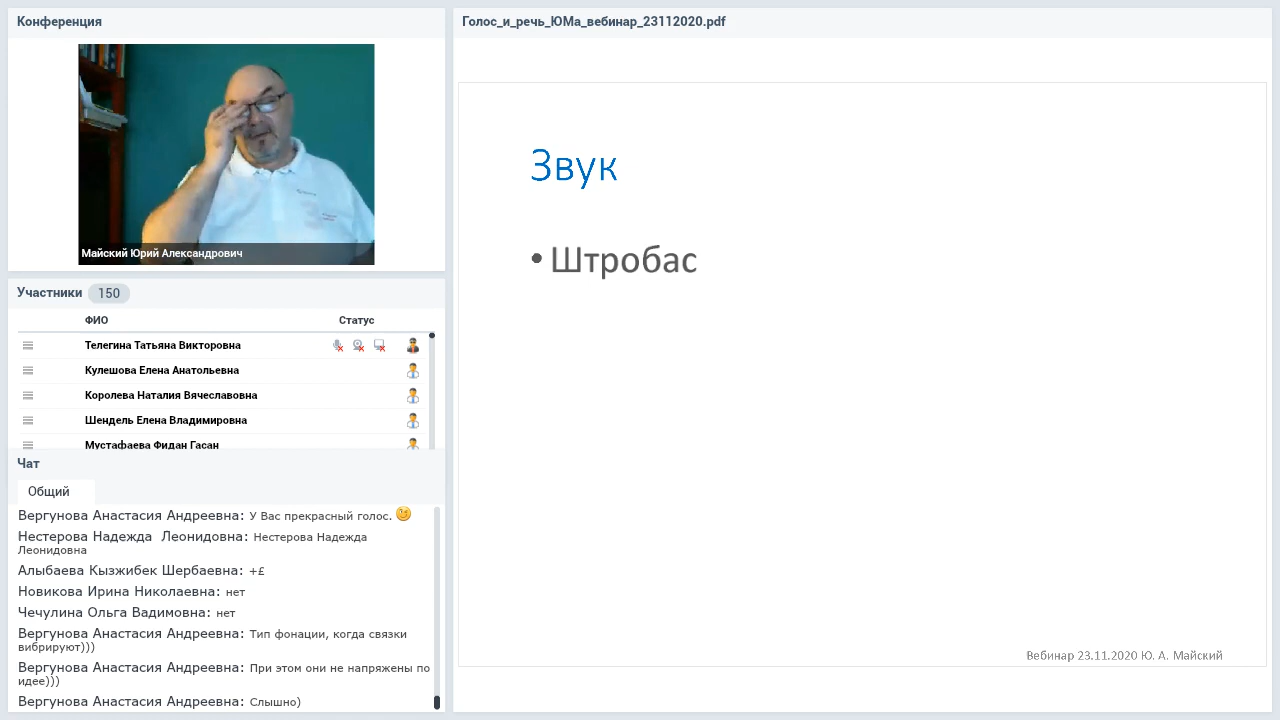 Конференция
Майский Юрий Александрович
Участники 150
ФИО Статус
Телегина Татьяна Викторовна
Кулешова Елена Анатольевна
Королева Наталия Вячеславовна
Шендель Елена Владимировна
Мустафаева Фидан Гасан
Чат
Общий
Вергунова Анастасия Андреевна: У Вас прекрасный голос.
Нестерова Надежда Леонидовна: Нестерова Надежда
Леонидовна
Алыбаева Кызжибек Шербаевна: +£
Новикова Ирина Николаевна: нет
Чечулина Ольга Вадимовна: нет
Вергунова Анастасия Андреевна: Тип фонации, когда связки
вибрируют)))
Вергунова Анастасия Андреевна: При этом они не напряжены по
идее)))
Вергунова Анастасия Андреевна: Слышно)
Голос_и_речь_ЮМа_вебинар_23112020.pdf
Звук
• Штробас
Вебинар 23.11.2020 Ю. А. Майский